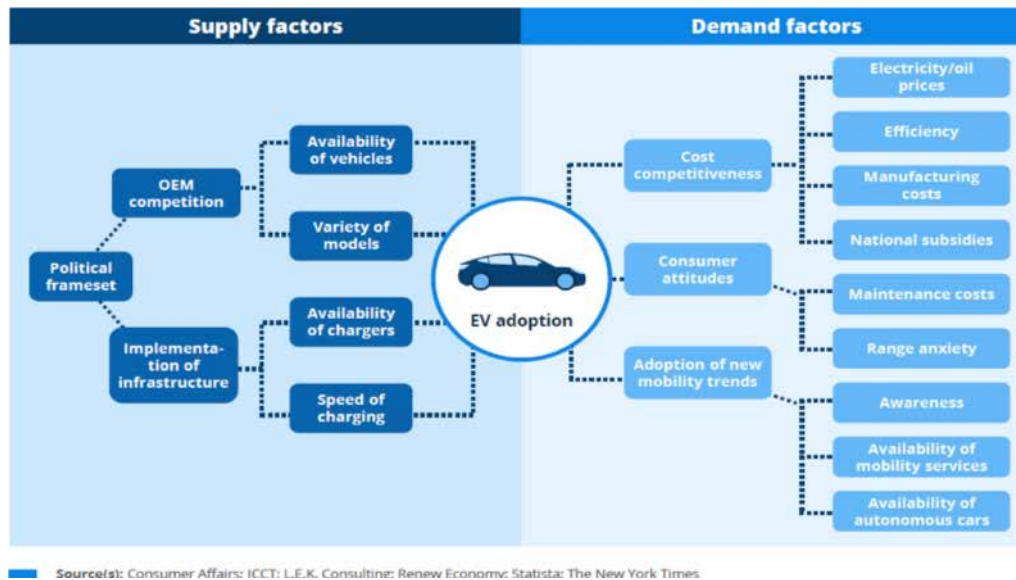 Supply factors
Demand factors
Political
frameset
OEM
competition
Implementa-
tion of
infrastructure
Availability
of vehicles
Variety of
models
Availability
of chargers
Speed of
charging
EV adoption
Cost
competitiveness
Consumer
attitudes
Adoption of new
mobility trends
Electricity/oil
prices
Efficiency
Manufacturing
costs
National subsidies
Maintenance costs
Range anxiety
Awareness
Availability of
mobility services
Availability of
autonomous cars
Source(s): Consumer Affairs; ICCT; L.E.K. Consulting; Renew Economy; Statista; The New York Times